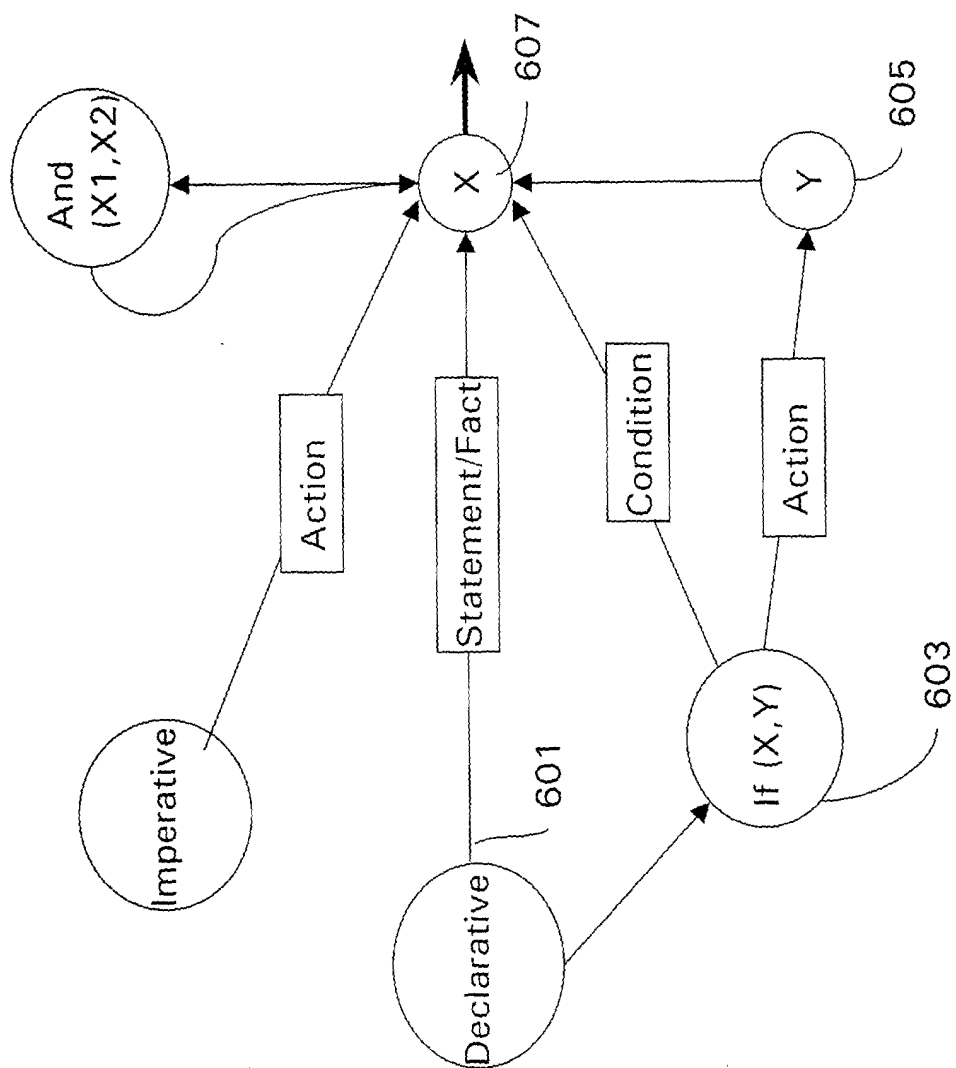 And
(X1,X2)
Imperative
Action
X
607
Declarative
601
Statement/Fact
Condition
If (X,Y)
603
Action
Y
605